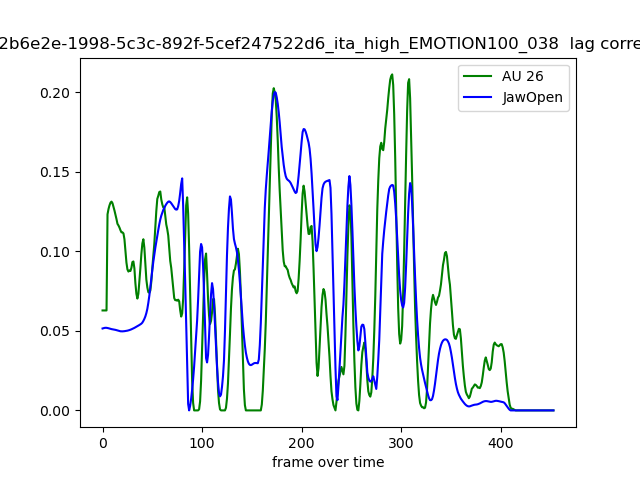 2b6e2e-1998-5c3c-892f-5cef247522d6_ita_high_EMOTION100_038 lag corre
AU 26
JawOpen
0.20
0.15
0.10
0.05
0.00
0 100 200 300 400
frame over time